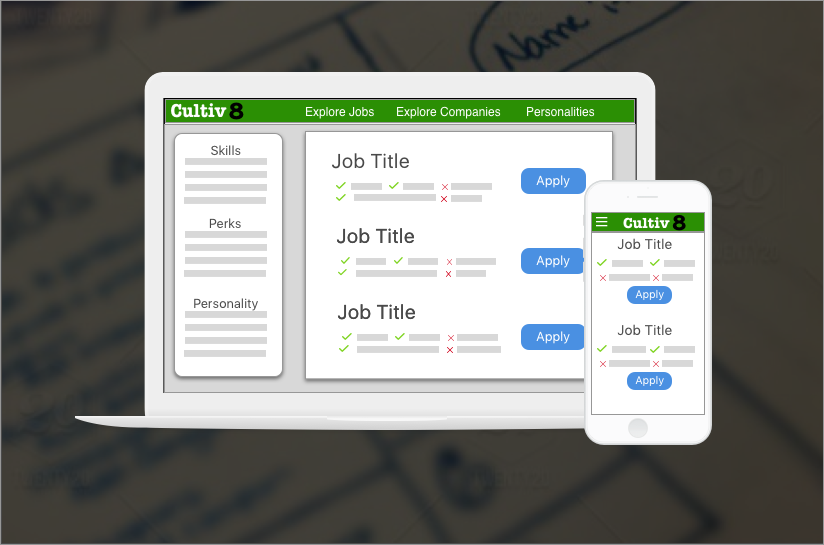 Name
Cultiv8
Explore Jobs Explore Companies Personalities
Skills
Perks
Personality
Job Title
Apply
Job Title
Apply
Job Title
Apply
Cultiv8
Job Title
Apply
Job Title
Apply